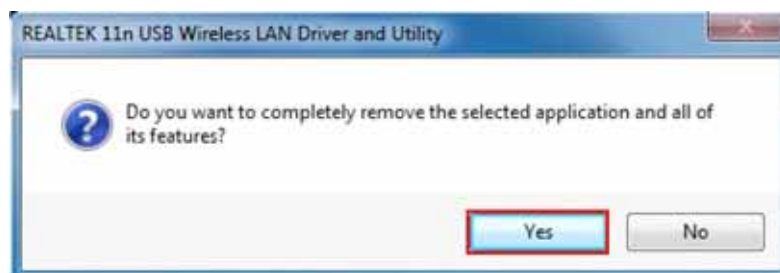 REALTEK 11n USB Wireless LAN Driver and Utility
Do you want to completely remove the selected application and all of
its features?
Yes
No